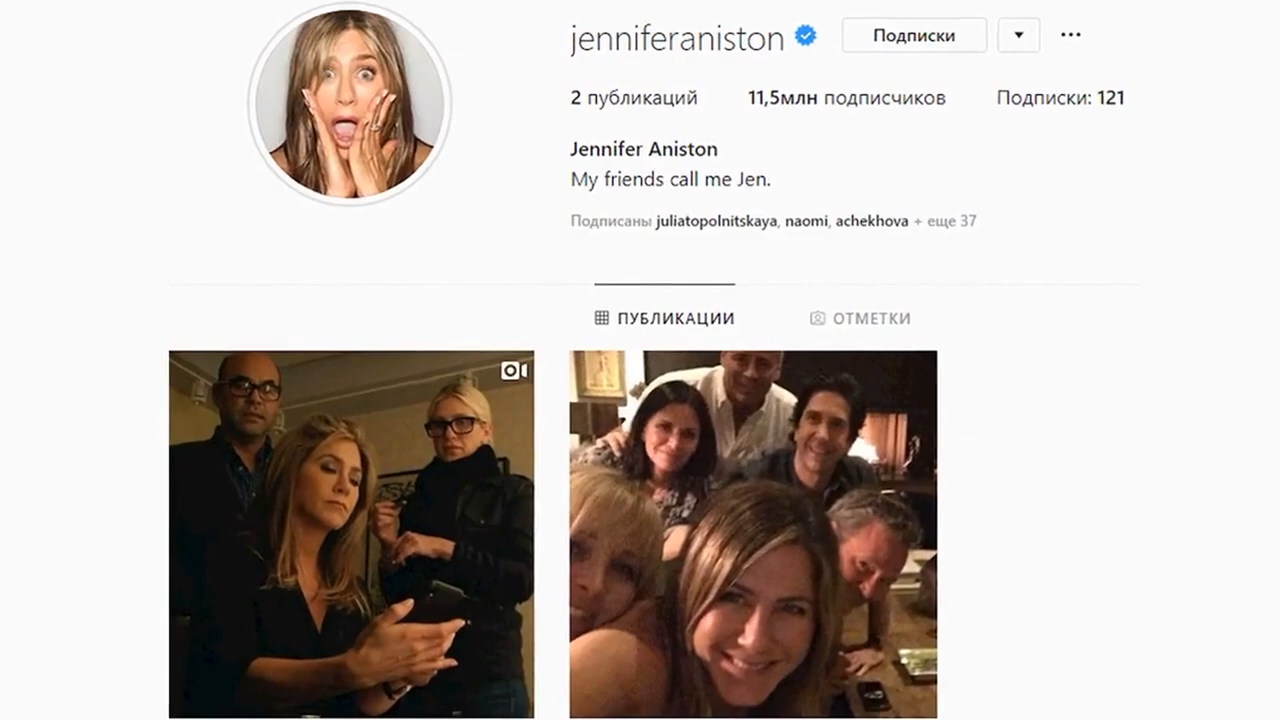 jenniferaniston Подписки
2 публикаций 11,5млн подписчиков Подписки: 121
Jennifer Aniston
My friends call me Jen.
Подписаны juliatopolnitskaya, naomi, achekhova + еще 37
ПУБЛИКАЦИИ ОТМЕТКИ